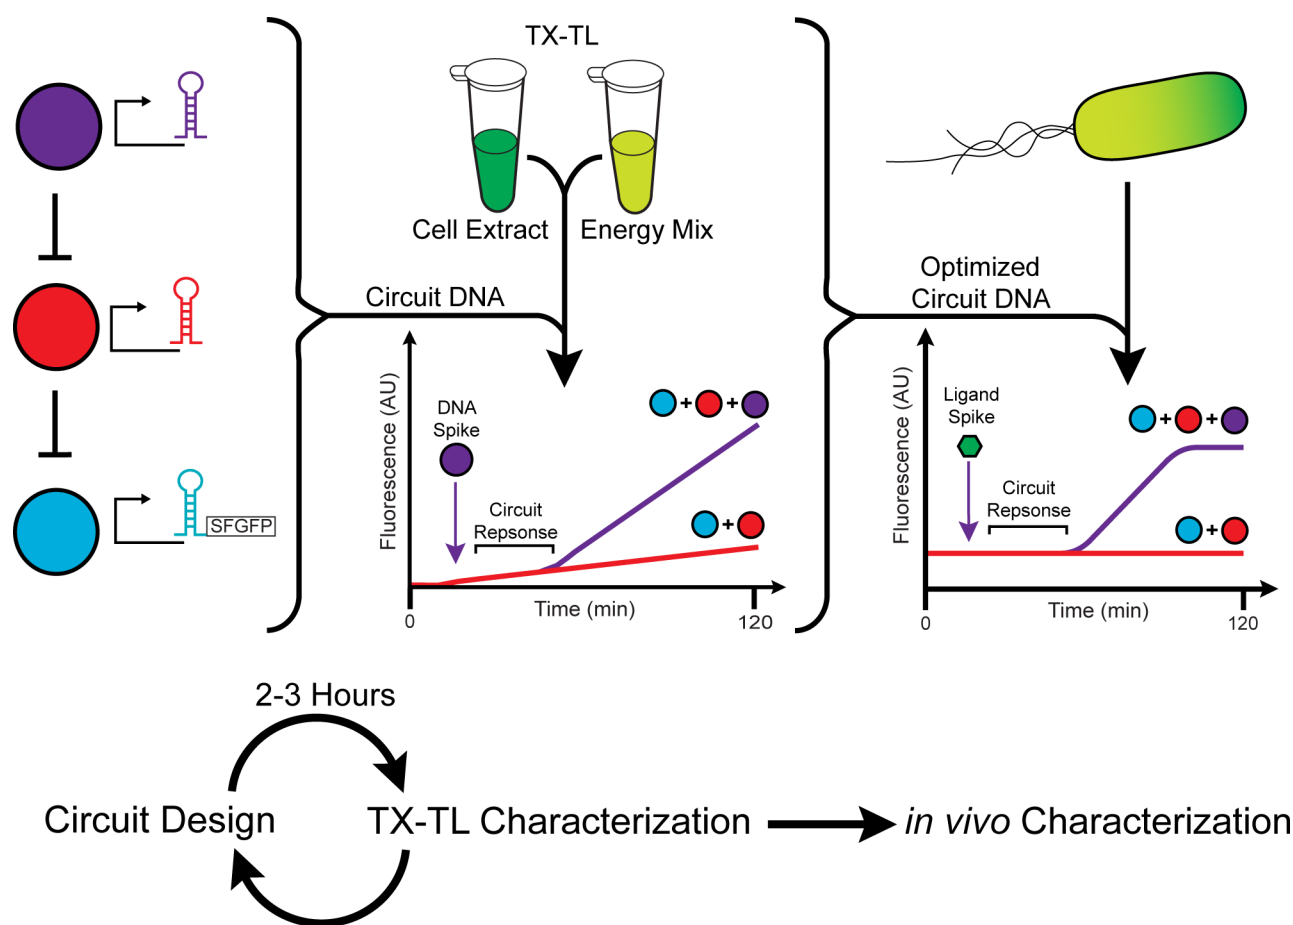 TX-TL
Cell Extract
Energy Mix
SFGFP
Circuit DNA
Fluorescence (AU)
DNA
Spike
Circuit
Repsonse
+ +
+
Time (min)
0
120
Optimized
Circuit DNA
Fluorescence (AU)
Ligand
Spike
Circuit
Repsonse
+ +
+
Time (min)
0
120
2-3 Hours
Circuit Design
TX-TL Characterization
in vivo Characterization